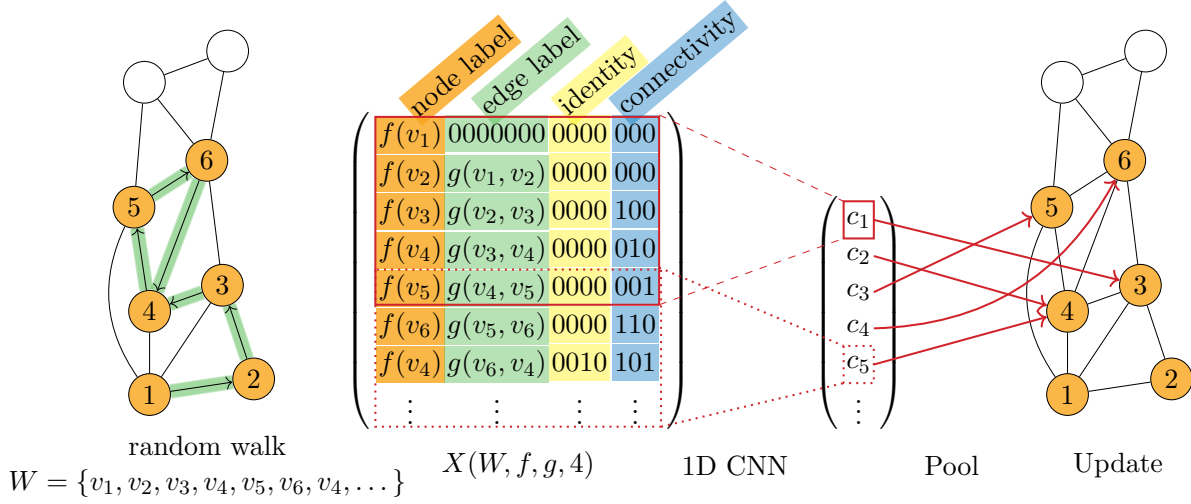 node label
edge label
identity
connectivity
6
5
3
4
1
2
f(v₁) 0000000 0000 000
f(v₂) g(v₁, v₂) 0000 000
f(v₃) g(v₂, v₃) 0000 100
f(v₄) g(v₃, v₄) 0000 010
f(v₅) g(v₄, v₅) 0000 001
f(v₆) g(v₅, v₆) 0000 110
f(v₄) g(v₆, v₄) 0010 101
⋮ ⋮ ⋮ ⋮
c₁
c₂
c₃
c₄
c₅
⋮
6
5
3
4
1
2
random walk
W = {v₁, v₂, v₃, v₄, v₅, v₆, v₄, . . . }
X(W, f, g, 4)
1D CNN
Pool
Update